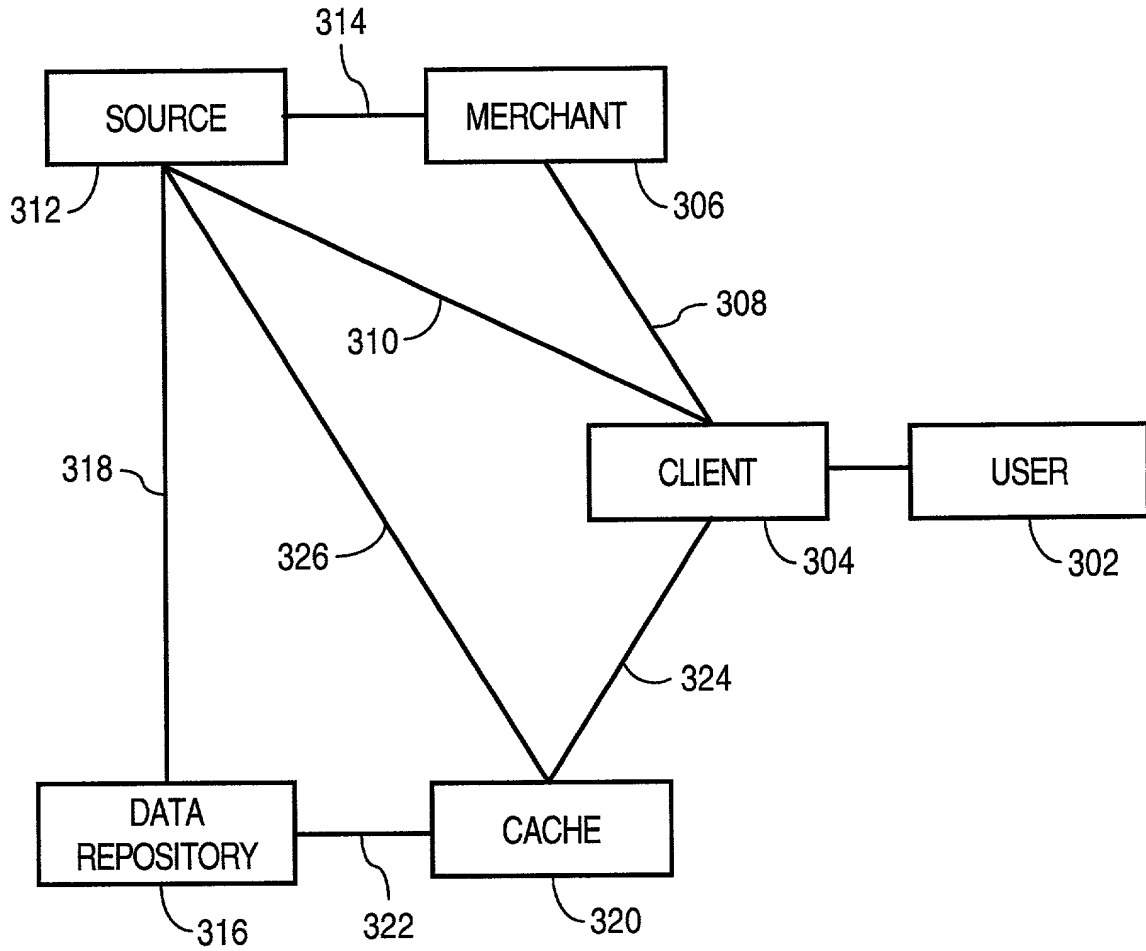 314
SOURCE
MERCHANT
312
306
308
310
318
CLIENT
USER
326
304
302
324
DATA
REPOSITORY
CACHE
316
322
320